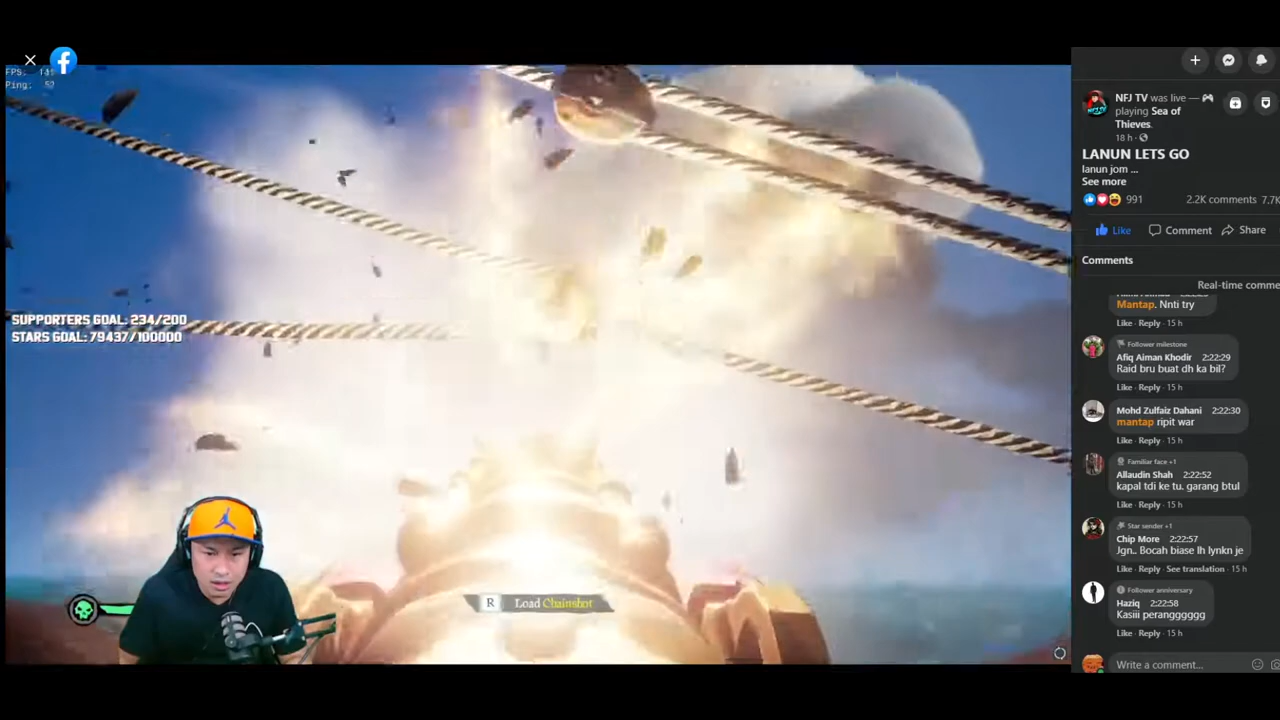 FPS:
Ping:
SUPPORTERS GOAL: 234/200
STARS GOAL: 79437/100000
R Load Chainshot
NFJ TV was live —
playing Sea of
Thieves.
18 h
LANUN LETS GO
lanun jom ...
See more
991 2.2K comments 7.7K
Like Comment Share
Comments
Real-time comme
Mantap. Nnti try
Like · Reply · 15 h
Follower milestone
Afiq Aiman Khodir 2:22:29
Raid bru buat dh ka bil?
Like · Reply · 15 h
Mohd Zulfaiz Dahani 2:22:30
mantap ripit war
Like · Reply · 15 h
Familiar face +1
Allaudin Shah 2:22:52
kapal tdi ke tu. garang btul
Like · Reply · 15 h
Star sender +1
Chip More 2:22:57
Jgn.. Bocah biase lh lynkn je
Like · Reply · See translation · 15 h
Follower anniversary
Haziq 2:22:58
Kasiii perangggggg
Like · Reply · 15 h
Write a comment...